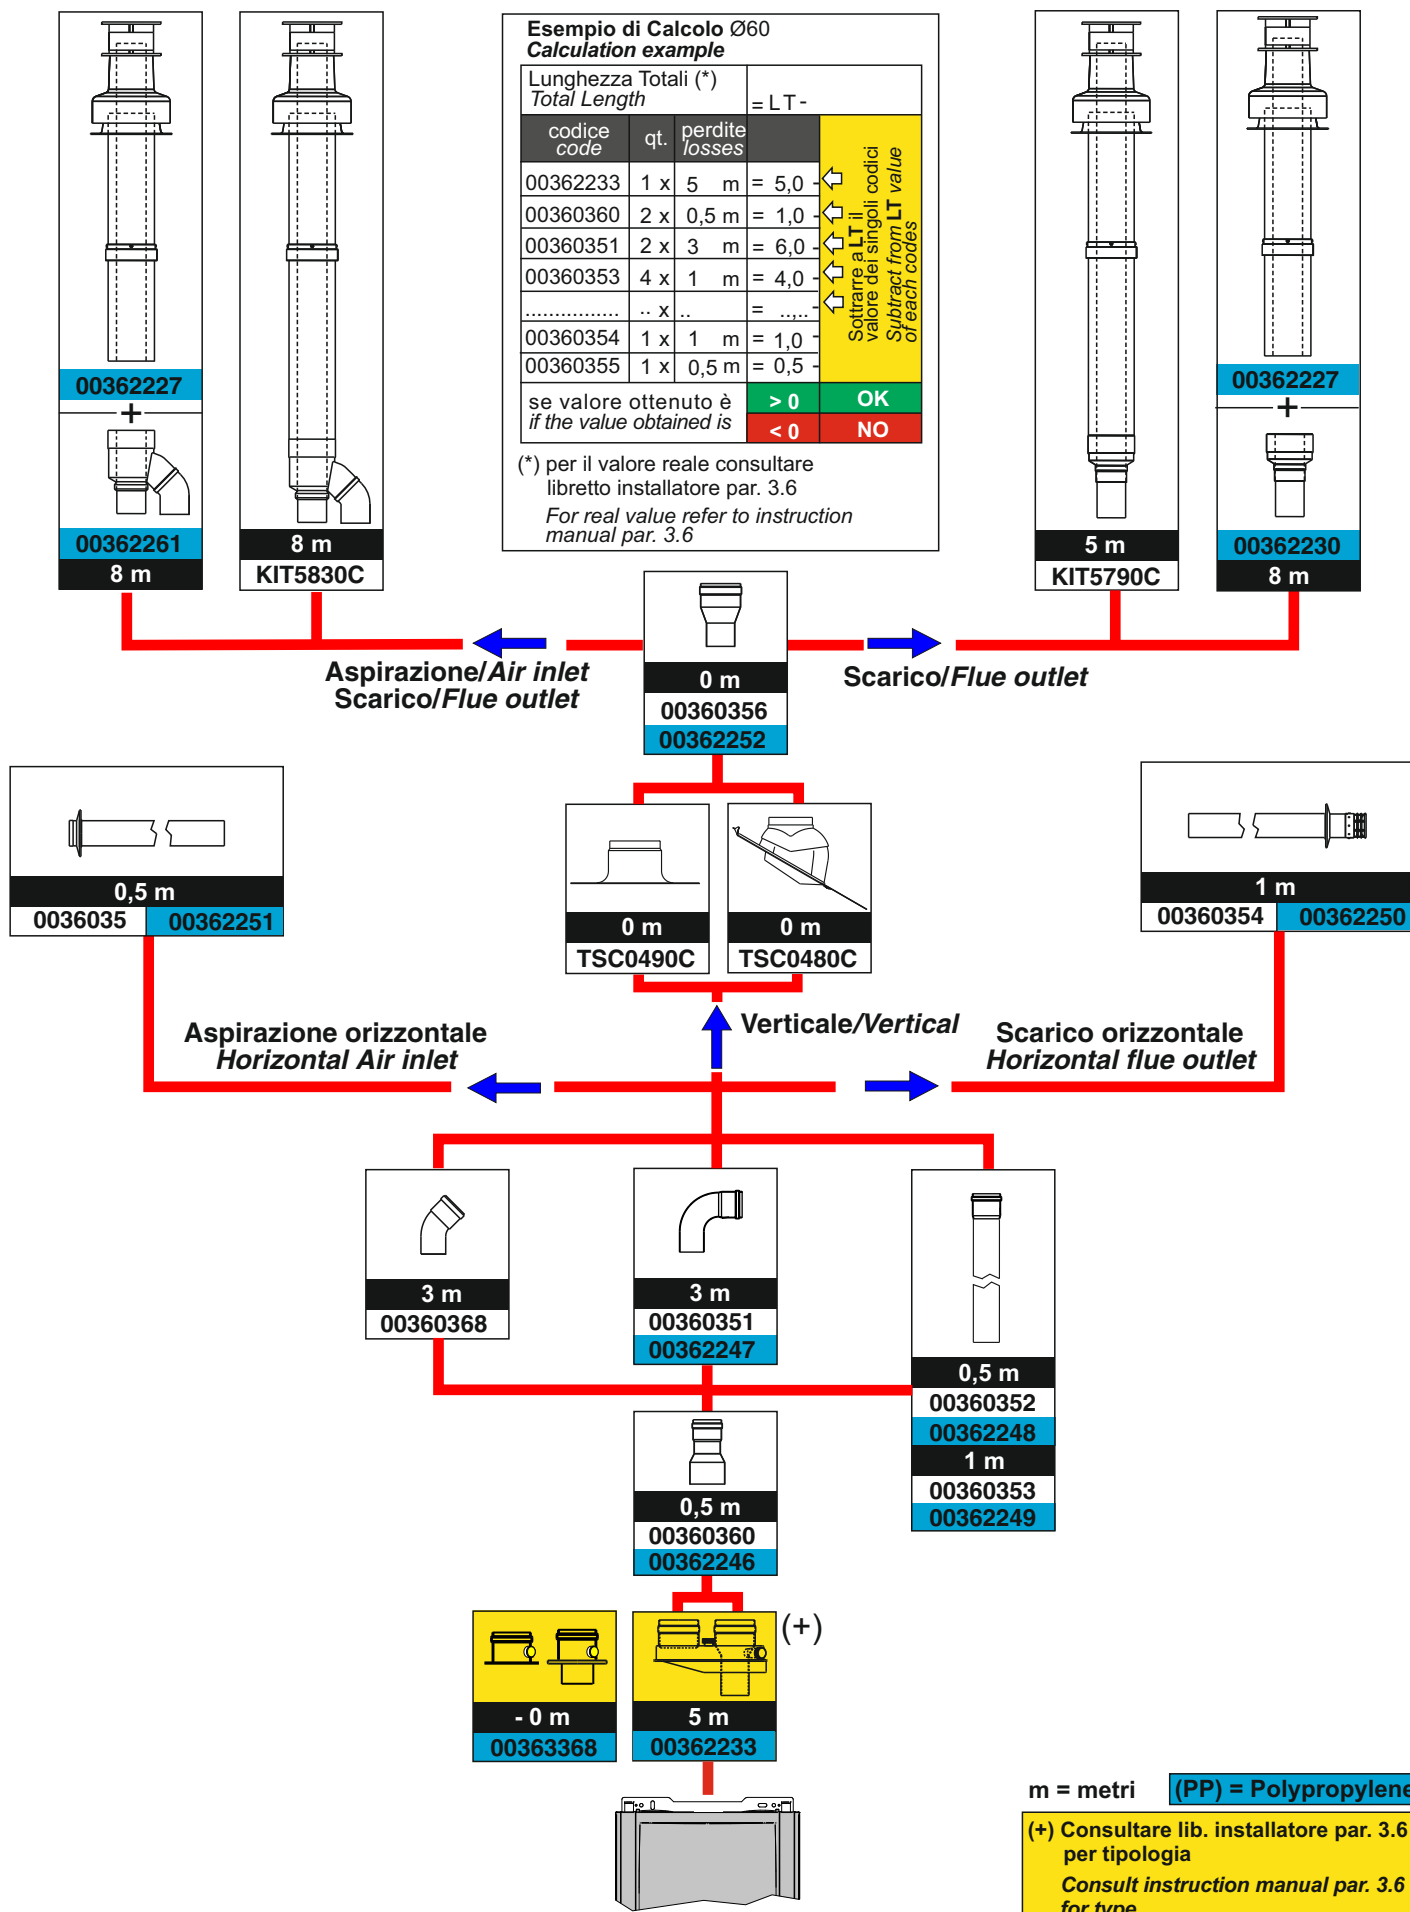 Esempio di Calcolo Ø60
Calculation example
Lunghezza Totali (*)
Total Length
= LT -
codice
code
qt.
perdite
losses
00362233 1 x 5 m = 5,0 -
00360360 2 x 0,5 m = 1,0 -
00360351 2 x 3 m = 6,0 -
00360353 4 x 1 m = 4,0 -
................ .. x .. = ..,.. -
00360354 1 x 1 m = 1,0 -
00360355 1 x 0,5 m = 0,5 -
Sottrarre a LT il
valore dei singoli codici
Subtract from LT value
of each codes
se valore ottenuto è
if the value obtained is
> 0 OK
< 0 NO
(*) per il valore reale consultare
libretto installatore par. 3.6
For real value refer to instruction
manual par. 3.6
00362227
+
00362261
8 m
8 m
KIT5830C
5 m
KIT5790C
00362227
+
00362230
8 m
Aspirazione/Air inlet
Scarico/Flue outlet
Scarico/Flue outlet
0 m
00360356
00362252
0,5 m
0036035 00362251
0 m
TSC0490C
0 m
TSC0480C
1 m
00360354 00362250
Aspirazione orizzontale
Horizontal Air inlet
Verticale/Vertical
Scarico orizzontale
Horizontal flue outlet
3 m
00360368
3 m
00360351
00362247
0,5 m
00360352
00362248
1 m
00360353
00362249
0,5 m
00360360
00362246
(+)
- 0 m
00363368
5 m
00362233
m = metri
(PP) = Polypropylene
(+) Consultare lib. installatore par. 3.6
per tipologia
Consult instruction manual par. 3.6
for type